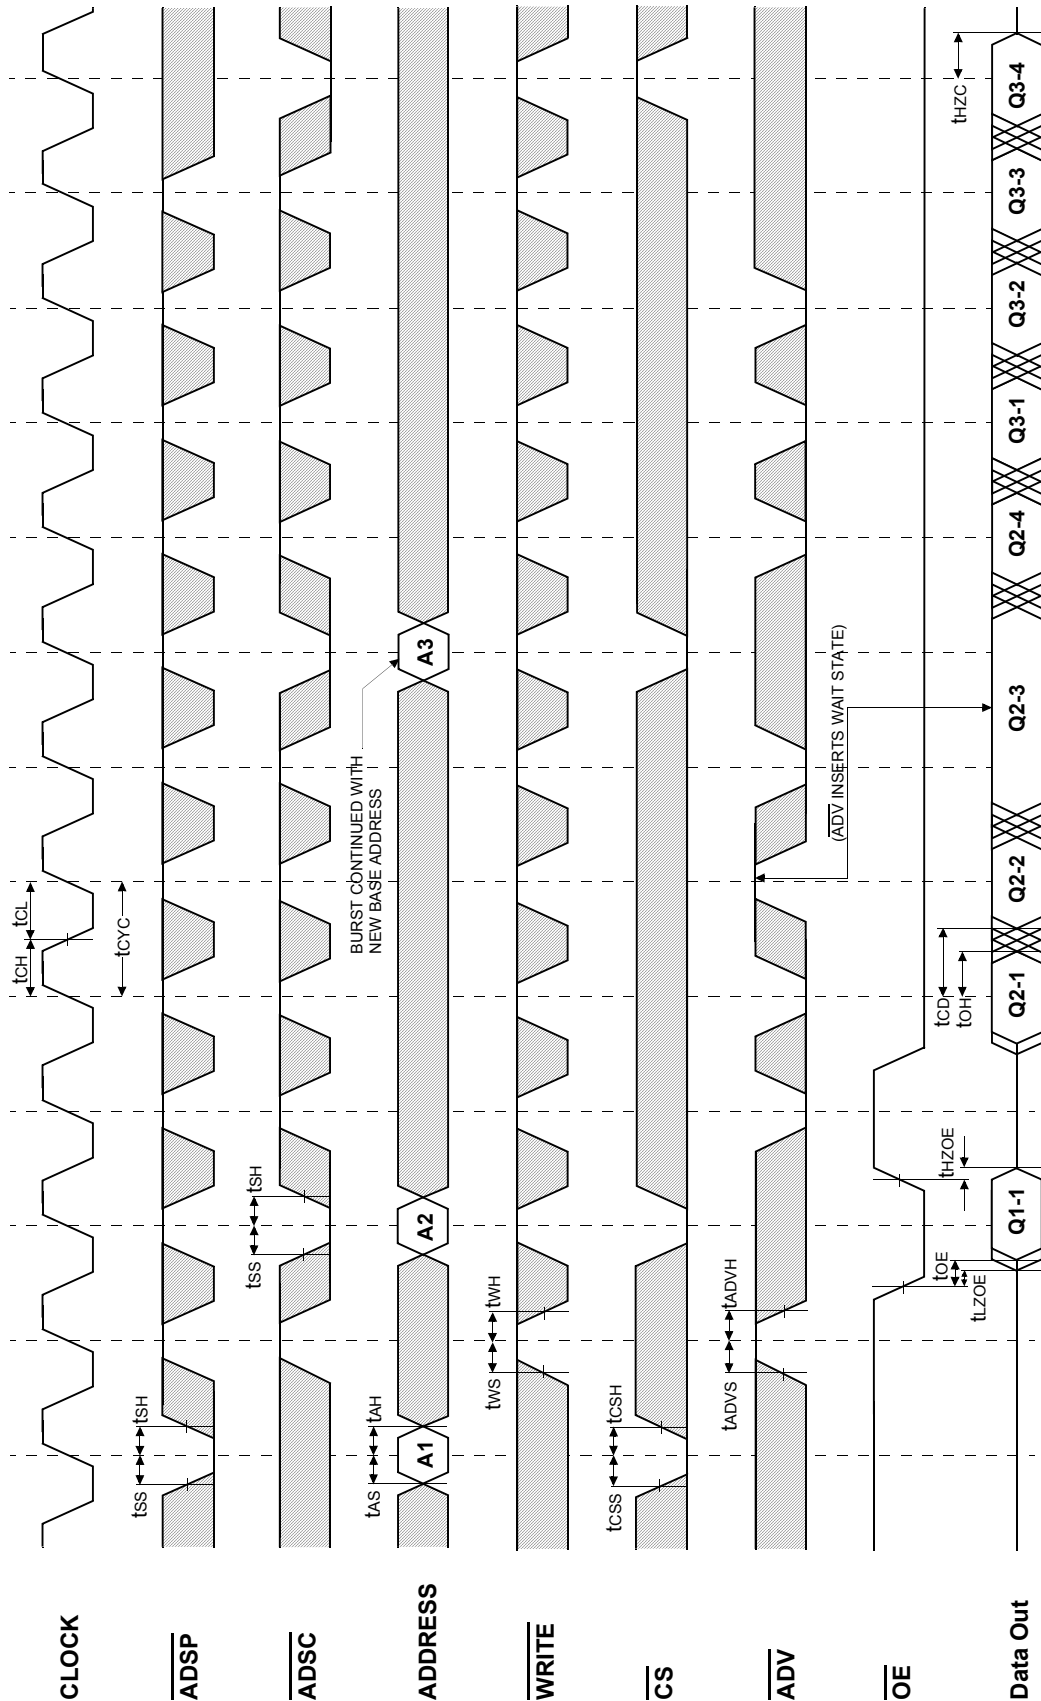 CLOCK
tCH
tCL
tCYC
ADSP
tSS
tSH
ADSC
tSS
tSH
BURST CONTINUED WITH
NEW BASE ADDRESS
ADDRESS
tAS
tAH
A1
A2
A3
WRITE
tWS
tWH
CS
tCSS
tCSH
ADV
tADVS
tADVH
(ADV INSERTS WAIT STATE)
OE
tLZOE
tOE
tHZOE
tCD
tOH
tHZC
Data Out
Q1-1
Q2-1
Q2-2
Q2-3
Q2-4
Q3-1
Q3-2
Q3-3
Q3-4